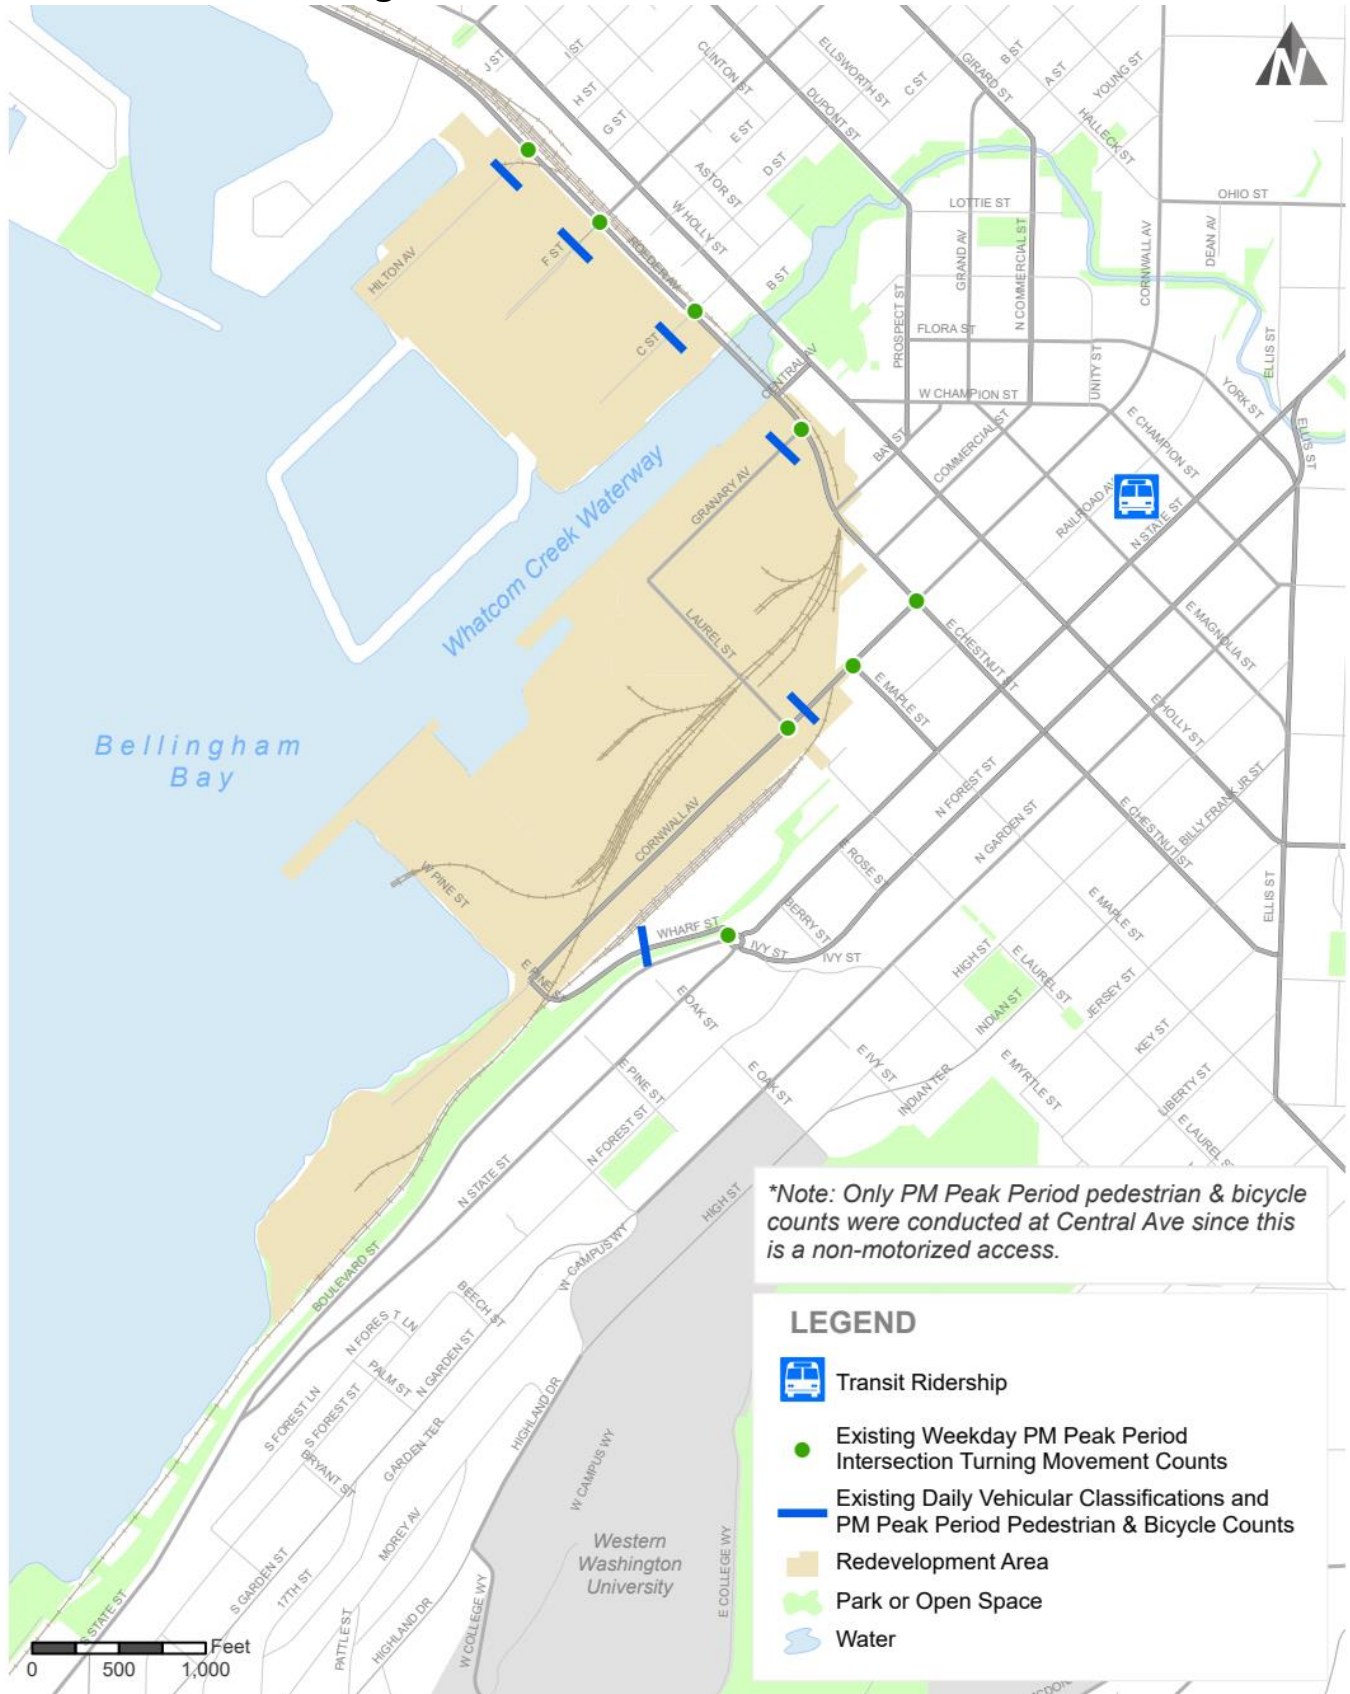 N
J ST
I ST
H ST
G ST
CLINTON ST
E ST
ASTOR ST
D ST
W HOLLY ST
B ST
ELLSWORTH ST
C ST
DUPONT ST
GIRARD ST
B ST
A ST
YOUNG ST
HALLECK ST
OHIO ST
LOTTIE ST
GRAND AV
N COMMERCIAL ST
CORNWALL AV
DEAN AV
HILTON AV
F ST
ROEDER AV
C ST
CENTRAL AV
PROSPECT ST
FLORA ST
UNITY ST
ELLIS ST
W CHAMPION ST
YORK ST
E CHAMPION ST
ELLIS ST
BAY ST
COMMERCIAL ST
RAILROAD AV
N STATE ST
GRANARY AV
Whatcom Creek Waterway
LAUREL ST
E CHESTNUT ST
E MAGNOLIA ST
E MAPLE ST
E HOLLY ST
Bellingham
Bay
N FOREST ST
N GARDEN ST
E CHESTNUT ST
BILLY FRANK JR ST
CORNWALL AV
W PINE ST
E ROSE ST
BERRY ST
E MAPLE ST
ELLIS ST
WHARF ST
IVY ST
IVY ST
HIGH ST
E LAUREL ST
INDIAN ST
JERSEY ST
KEY ST
E PINE ST
E OAK ST
E PINE ST
E OAK ST
E IVY ST
INDIAN TER
E MYRTLE ST
LIBERTY ST
E LAUREL ST
N FOREST ST
N STATE ST
HIGH ST
W CAMPUS WY
BOULEVARD ST
BEECH ST
N FOREST LN
PALM ST
N GARDEN ST
S FOREST LN
S FOREST ST
BRYANT ST
GARDEN TER
HIGHLAND DR
W CAMPUS WY
MOREY AV
S GARDEN ST
17TH ST
S STATE ST
PATTLE ST
HIGHLAND DR
W COLLEGE WY
E COLLEGE WY
Western
Washington
University
*Note: Only PM Peak Period pedestrian & bicycle
counts were conducted at Central Ave since this
is a non-motorized access.
LEGEND
Transit Ridership
Existing Weekday PM Peak Period
Intersection Turning Movement Counts
Existing Daily Vehicular Classifications and
PM Peak Period Pedestrian & Bicycle Counts
Redevelopment Area
Park or Open Space
Water
Feet
0 500 1,000